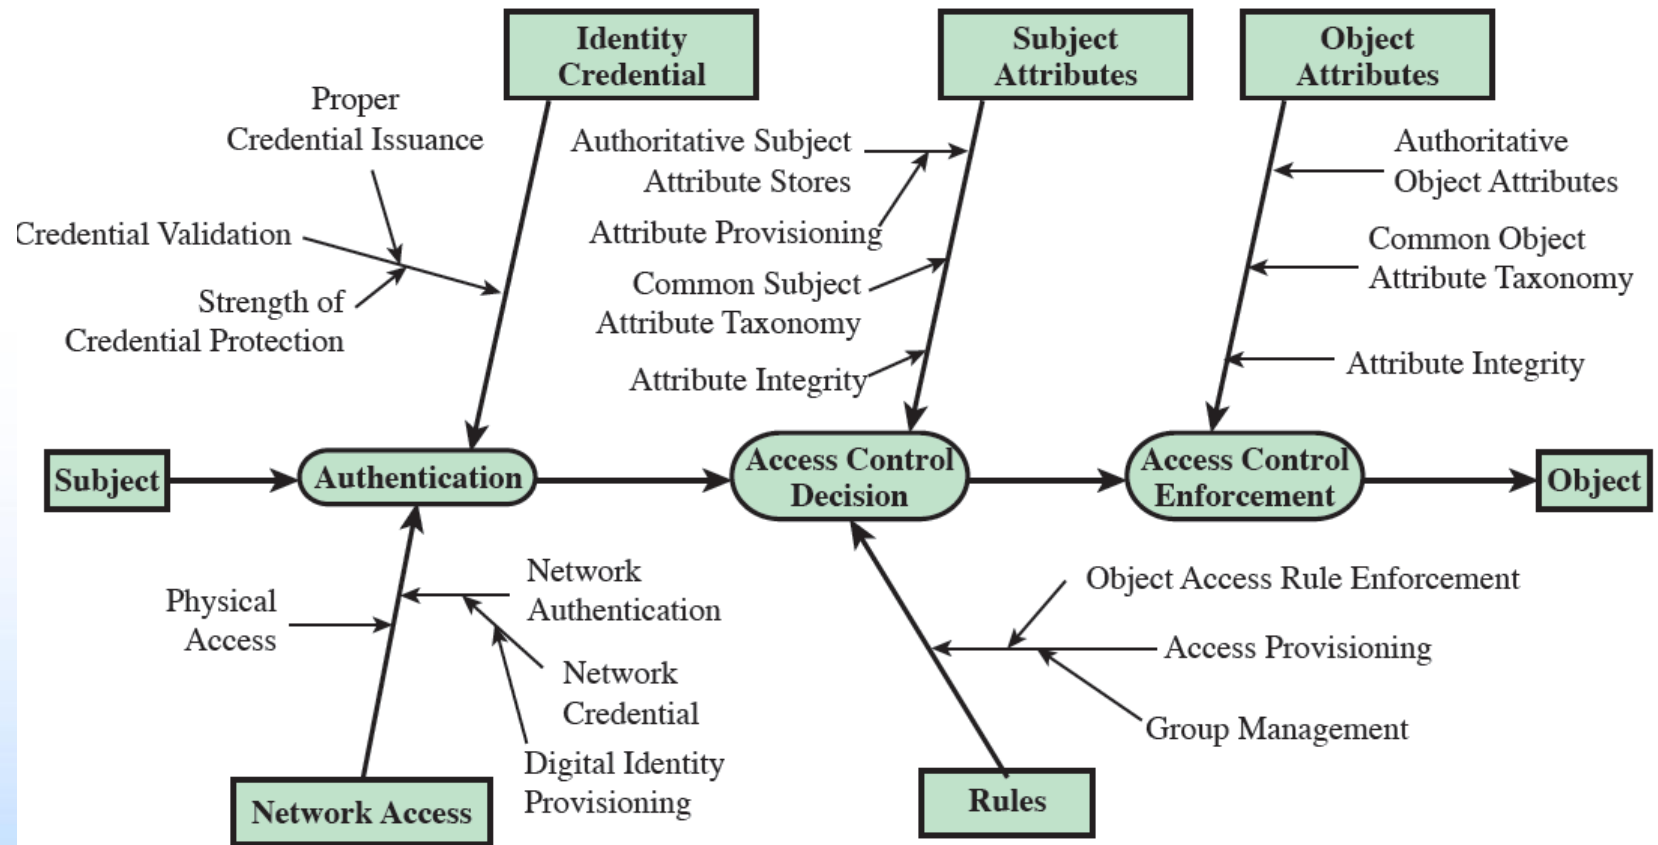 Identity
Credential
Subject
Attributes
Object
Attributes
Proper
Credential Issuance
Authoritative Subject
Attribute Stores
Authoritative
Object Attributes
Credential Validation
Attribute Provisioning
Common Object
Attribute Taxonomy
Strength of
Credential Protection
Common Subject
Attribute Taxonomy
Attribute Integrity
Attribute Integrity
Subject
Authentication
Access Control
Decision
Access Control
Enforcement
Object
Physical
Access
Network
Authentication
Object Access Rule Enforcement
Access Provisioning
Network
Credential
Group Management
Digital Identity
Provisioning
Network Access
Rules